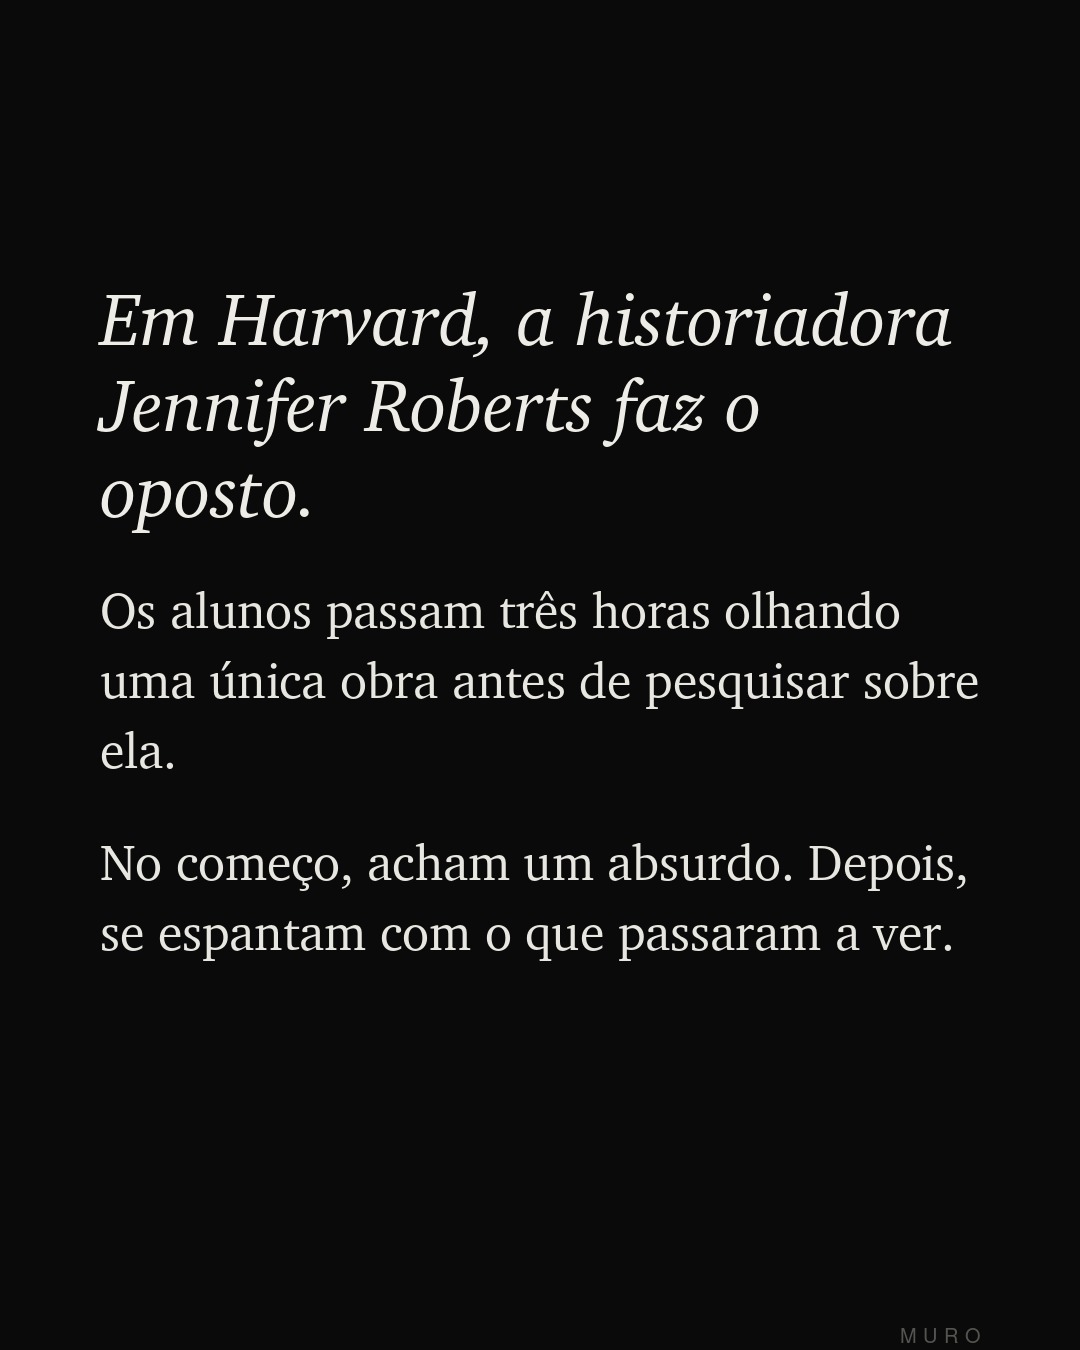 Em Harvard, a historiadora
Jennifer Roberts faz o
oposto.
Os alunos passam três horas olhando
uma única obra antes de pesquisar sobre
ela.
No começo, acham um absurdo. Depois,
se espantam com o que passaram a ver.
MURO